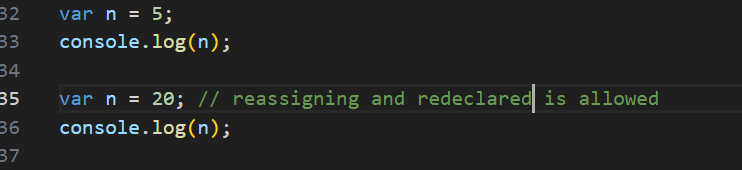 32 var n = 5;
33 console.log(n);
34
35 var n = 20; // reassigning and redeclared is allowed
36 console.log(n);
37